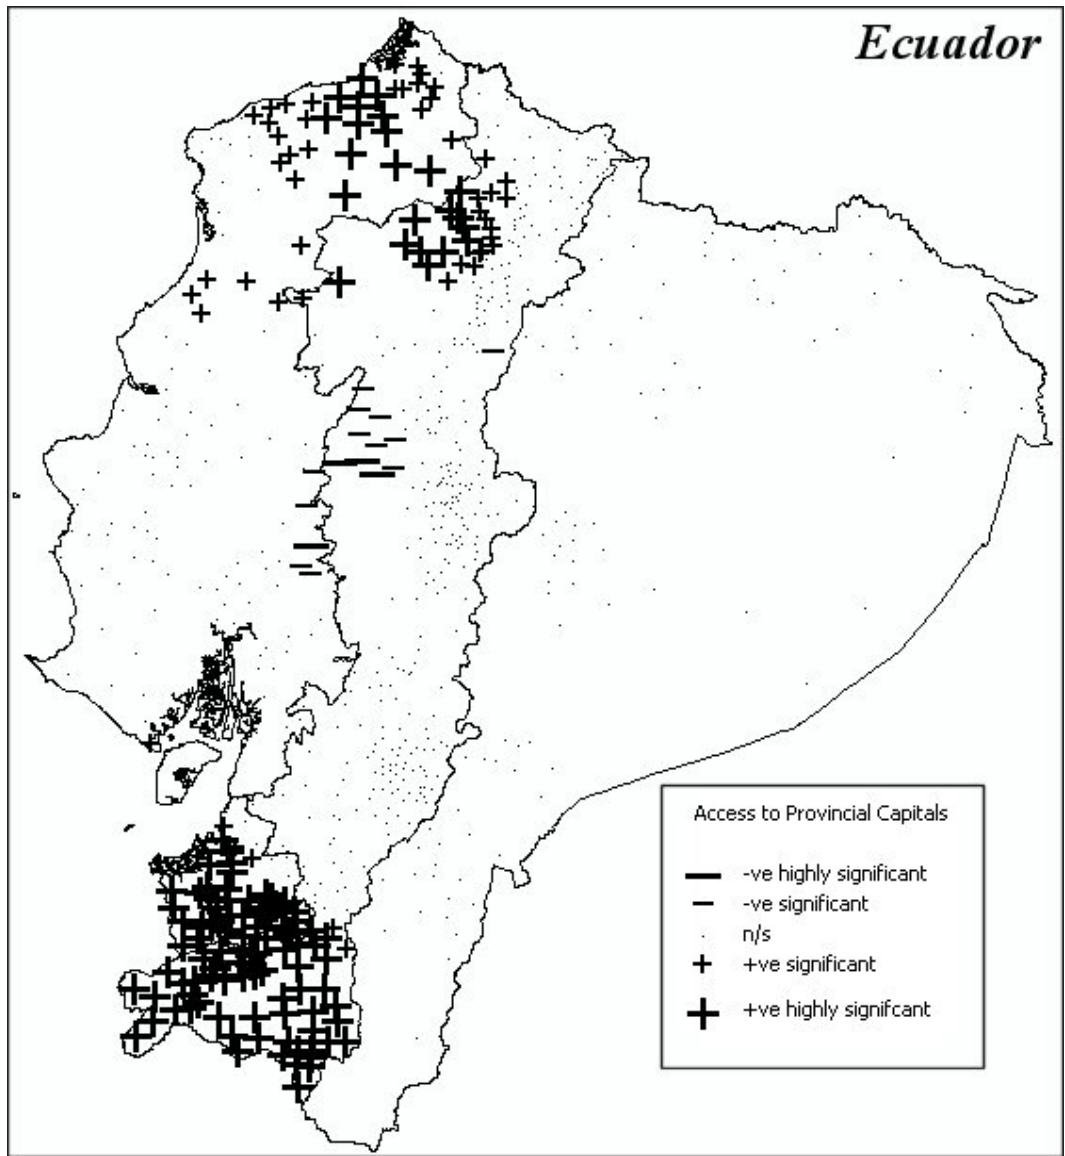 Ecuador
Access to Provincial Capitals
-ve highly significant
-ve significant
n/s
+ve significant
+ve highly signifcant